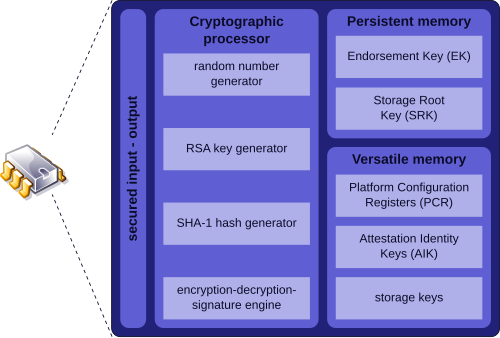 secured input - output
Cryptographic
processor
random number
generator
RSA key generator
SHA-1 hash generator
encryption-decryption-
signature engine
Persistent memory
Endorsement Key (EK)
Storage Root
Key (SRK)
Versatile memory
Platform Configuration
Registers (PCR)
Attestation Identity
Keys (AIK)
storage keys